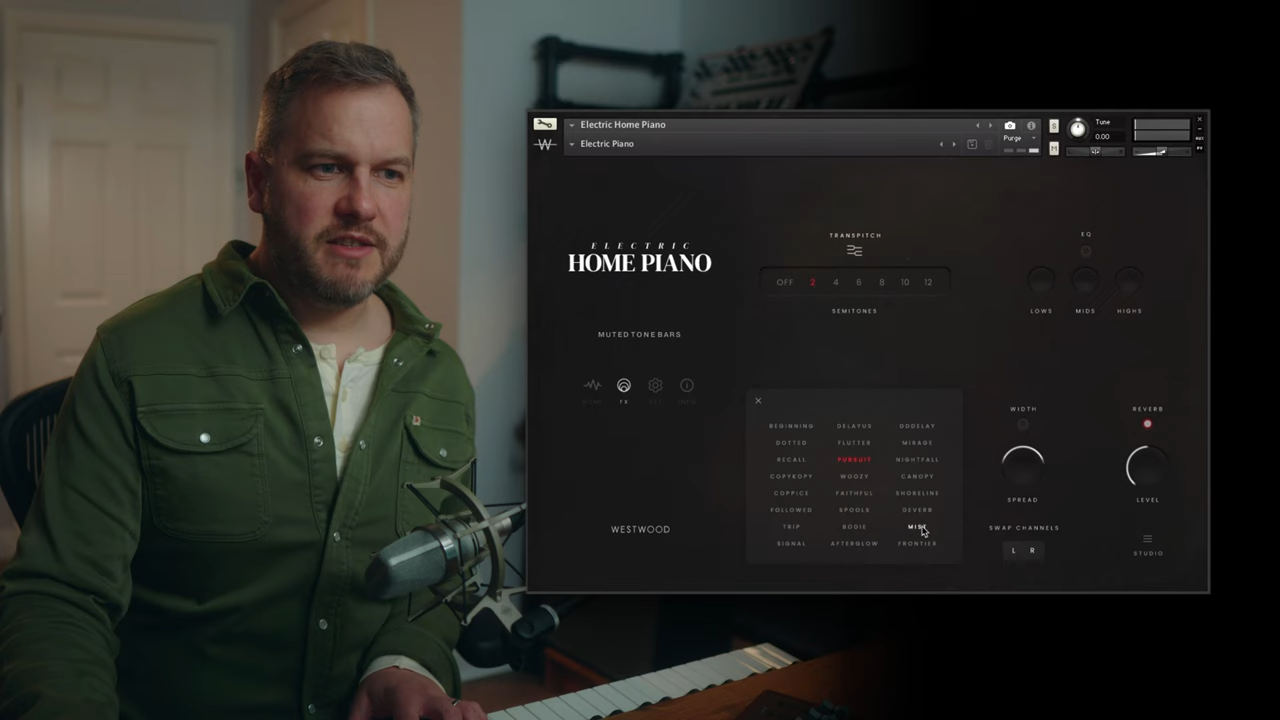 Electric Home Piano
Purge
S
Tune
0.00
W
Electric Piano
M
ELECTRIC
HOME PIANO
MUTED TONE BARS
FX
INFO
WESTWOOD
TRANSPITCH
OFF 2 4 6 8 10 12
SEMITONES
EQ
LOWS MIDS HIGHS
BEGINNING DELAYUS ODDELAY
DOTTED FLUTTER MIRAGE
RECALL PURSUIT NIGHTFALL
COPYKOPY WOOZY CANOPY
COPPICE FAITHFUL SHORELINE
FOLLOWED SPOOLS DEVERB
TRIP BODIE MIST
SIGNAL AFTERGLOW FRONTIER
WIDTH
SPREAD
REVERB
LEVEL
SWAP CHANNELS
L R
STUDIO